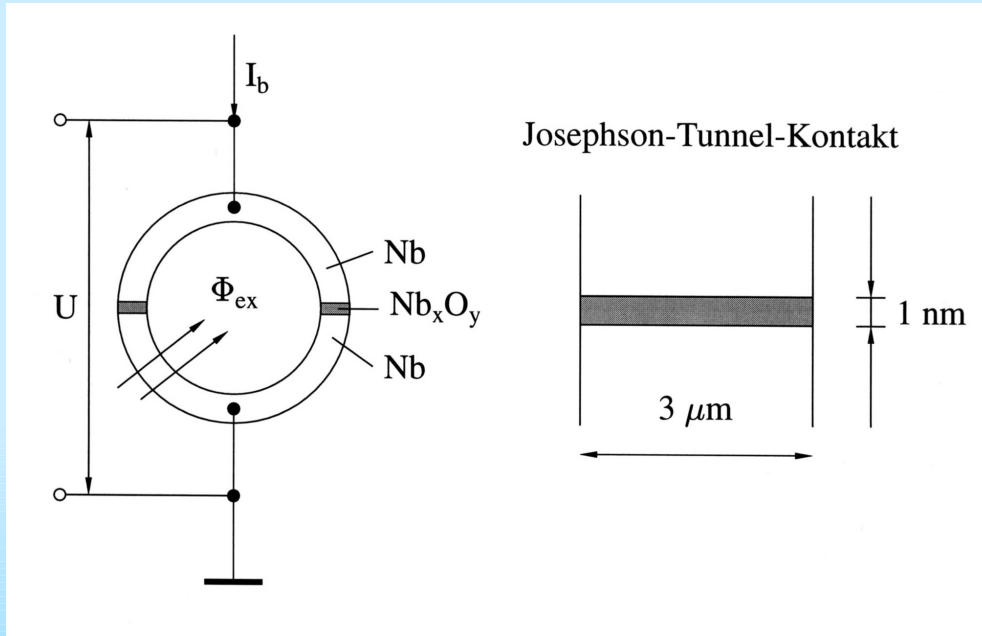 I_b
Josephson-Tunnel-Kontakt
Nb
Φ_ex
U
Nb_xO_y
1 nm
Nb
3 μm